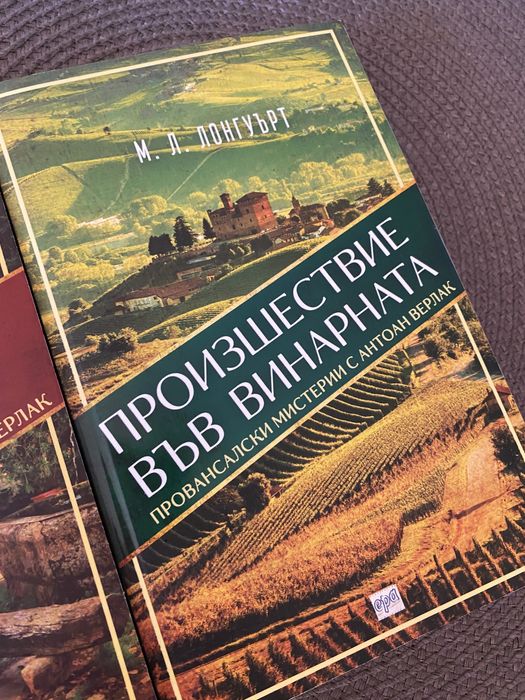 М. Л. ЛОНГУЪРТ
ПРОИЗШЕСТВИЕ
ВЪВ ВИНАРНАТА
ПРОВАНСАЛСКИ МИСТЕРИИ С АНТОАН ВЕРЛАК
ера
ВЕРЛАК